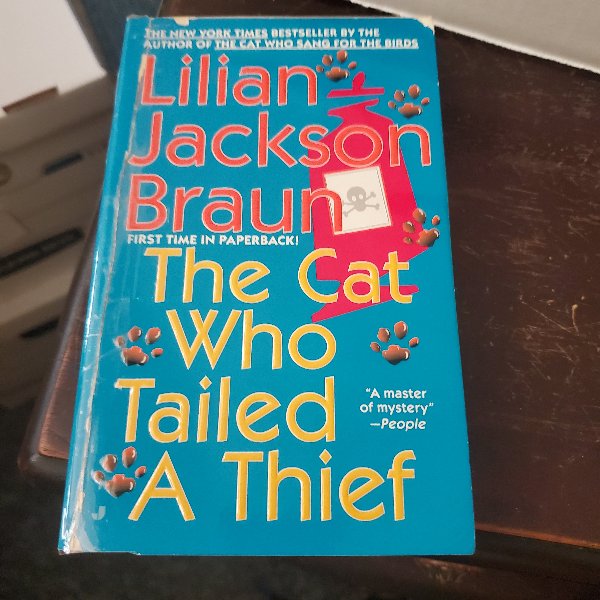 THE NEW YORK TIMES BESTSELLER BY THE
AUTHOR OF THE CAT WHO SANG FOR THE BIRDS
Lilian
Jackson
Braun
FIRST TIME IN PAPERBACK!
The Cat
Who
Tailed
A Thief
"A master
of mystery"
—People